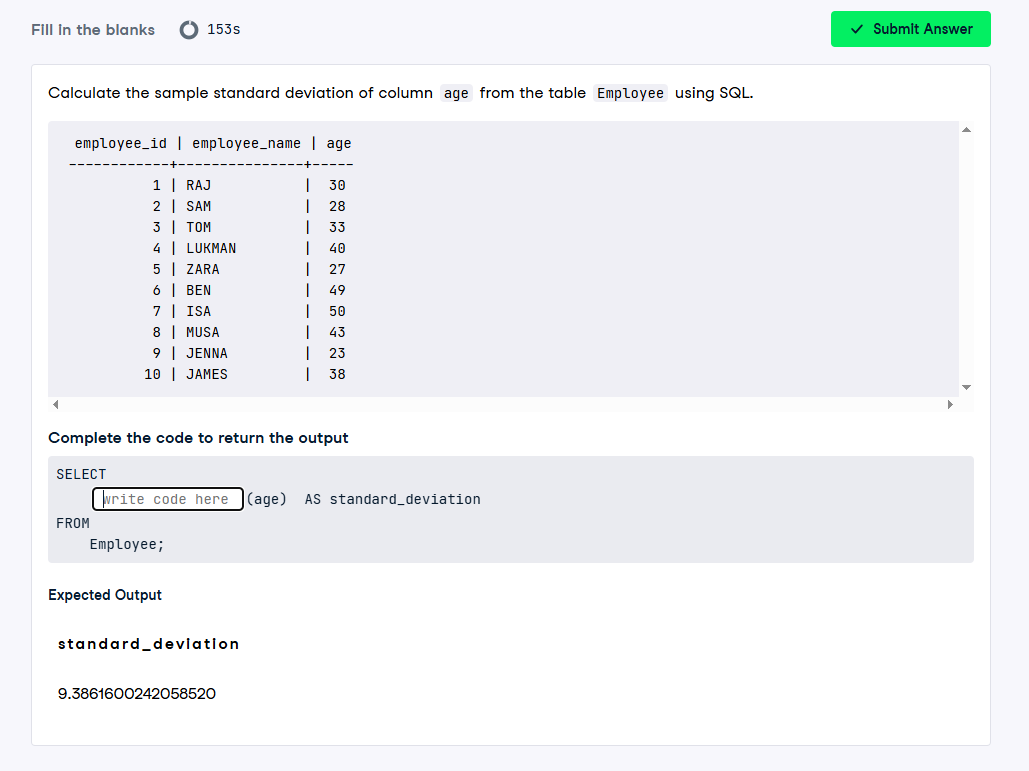 Fill in the blanks
153s
Submit Answer
Calculate the sample standard deviation of column age from the table Employee using SQL.
employee_id | employee_name | age
------------+---------------+-----
1 | RAJ | 30
2 | SAM | 28
3 | TOM | 33
4 | LUKMAN | 40
5 | ZARA | 27
6 | BEN | 49
7 | ISA | 50
8 | MUSA | 43
9 | JENNA | 23
10 | JAMES | 38
Complete the code to return the output
SELECT
write code here (age) AS standard_deviation
FROM
Employee;
Expected Output
standard_deviation
9.3861600242058520